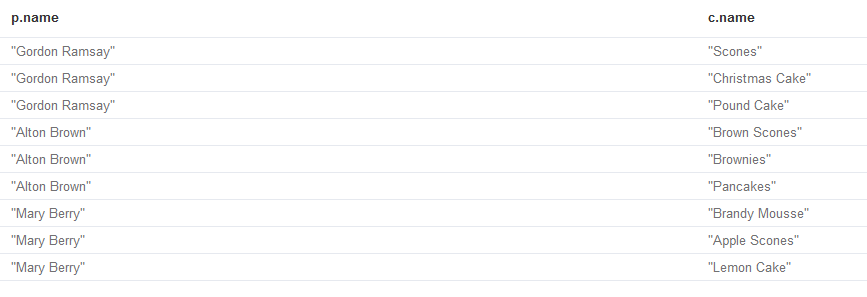 p.name c.name
"Gordon Ramsay" "Scones"
"Gordon Ramsay" "Christmas Cake"
"Gordon Ramsay" "Pound Cake"
"Alton Brown" "Brown Scones"
"Alton Brown" "Brownies"
"Alton Brown" "Pancakes"
"Mary Berry" "Brandy Mousse"
"Mary Berry" "Apple Scones"
"Mary Berry" "Lemon Cake"